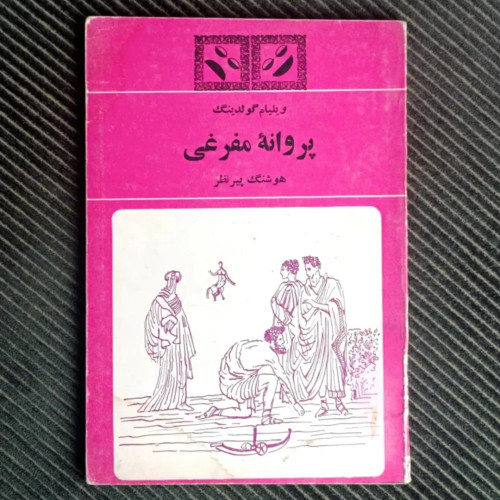 ویلیام گولدینگ
پروانهٔ مفرغی
هوشنگ پیرنظر